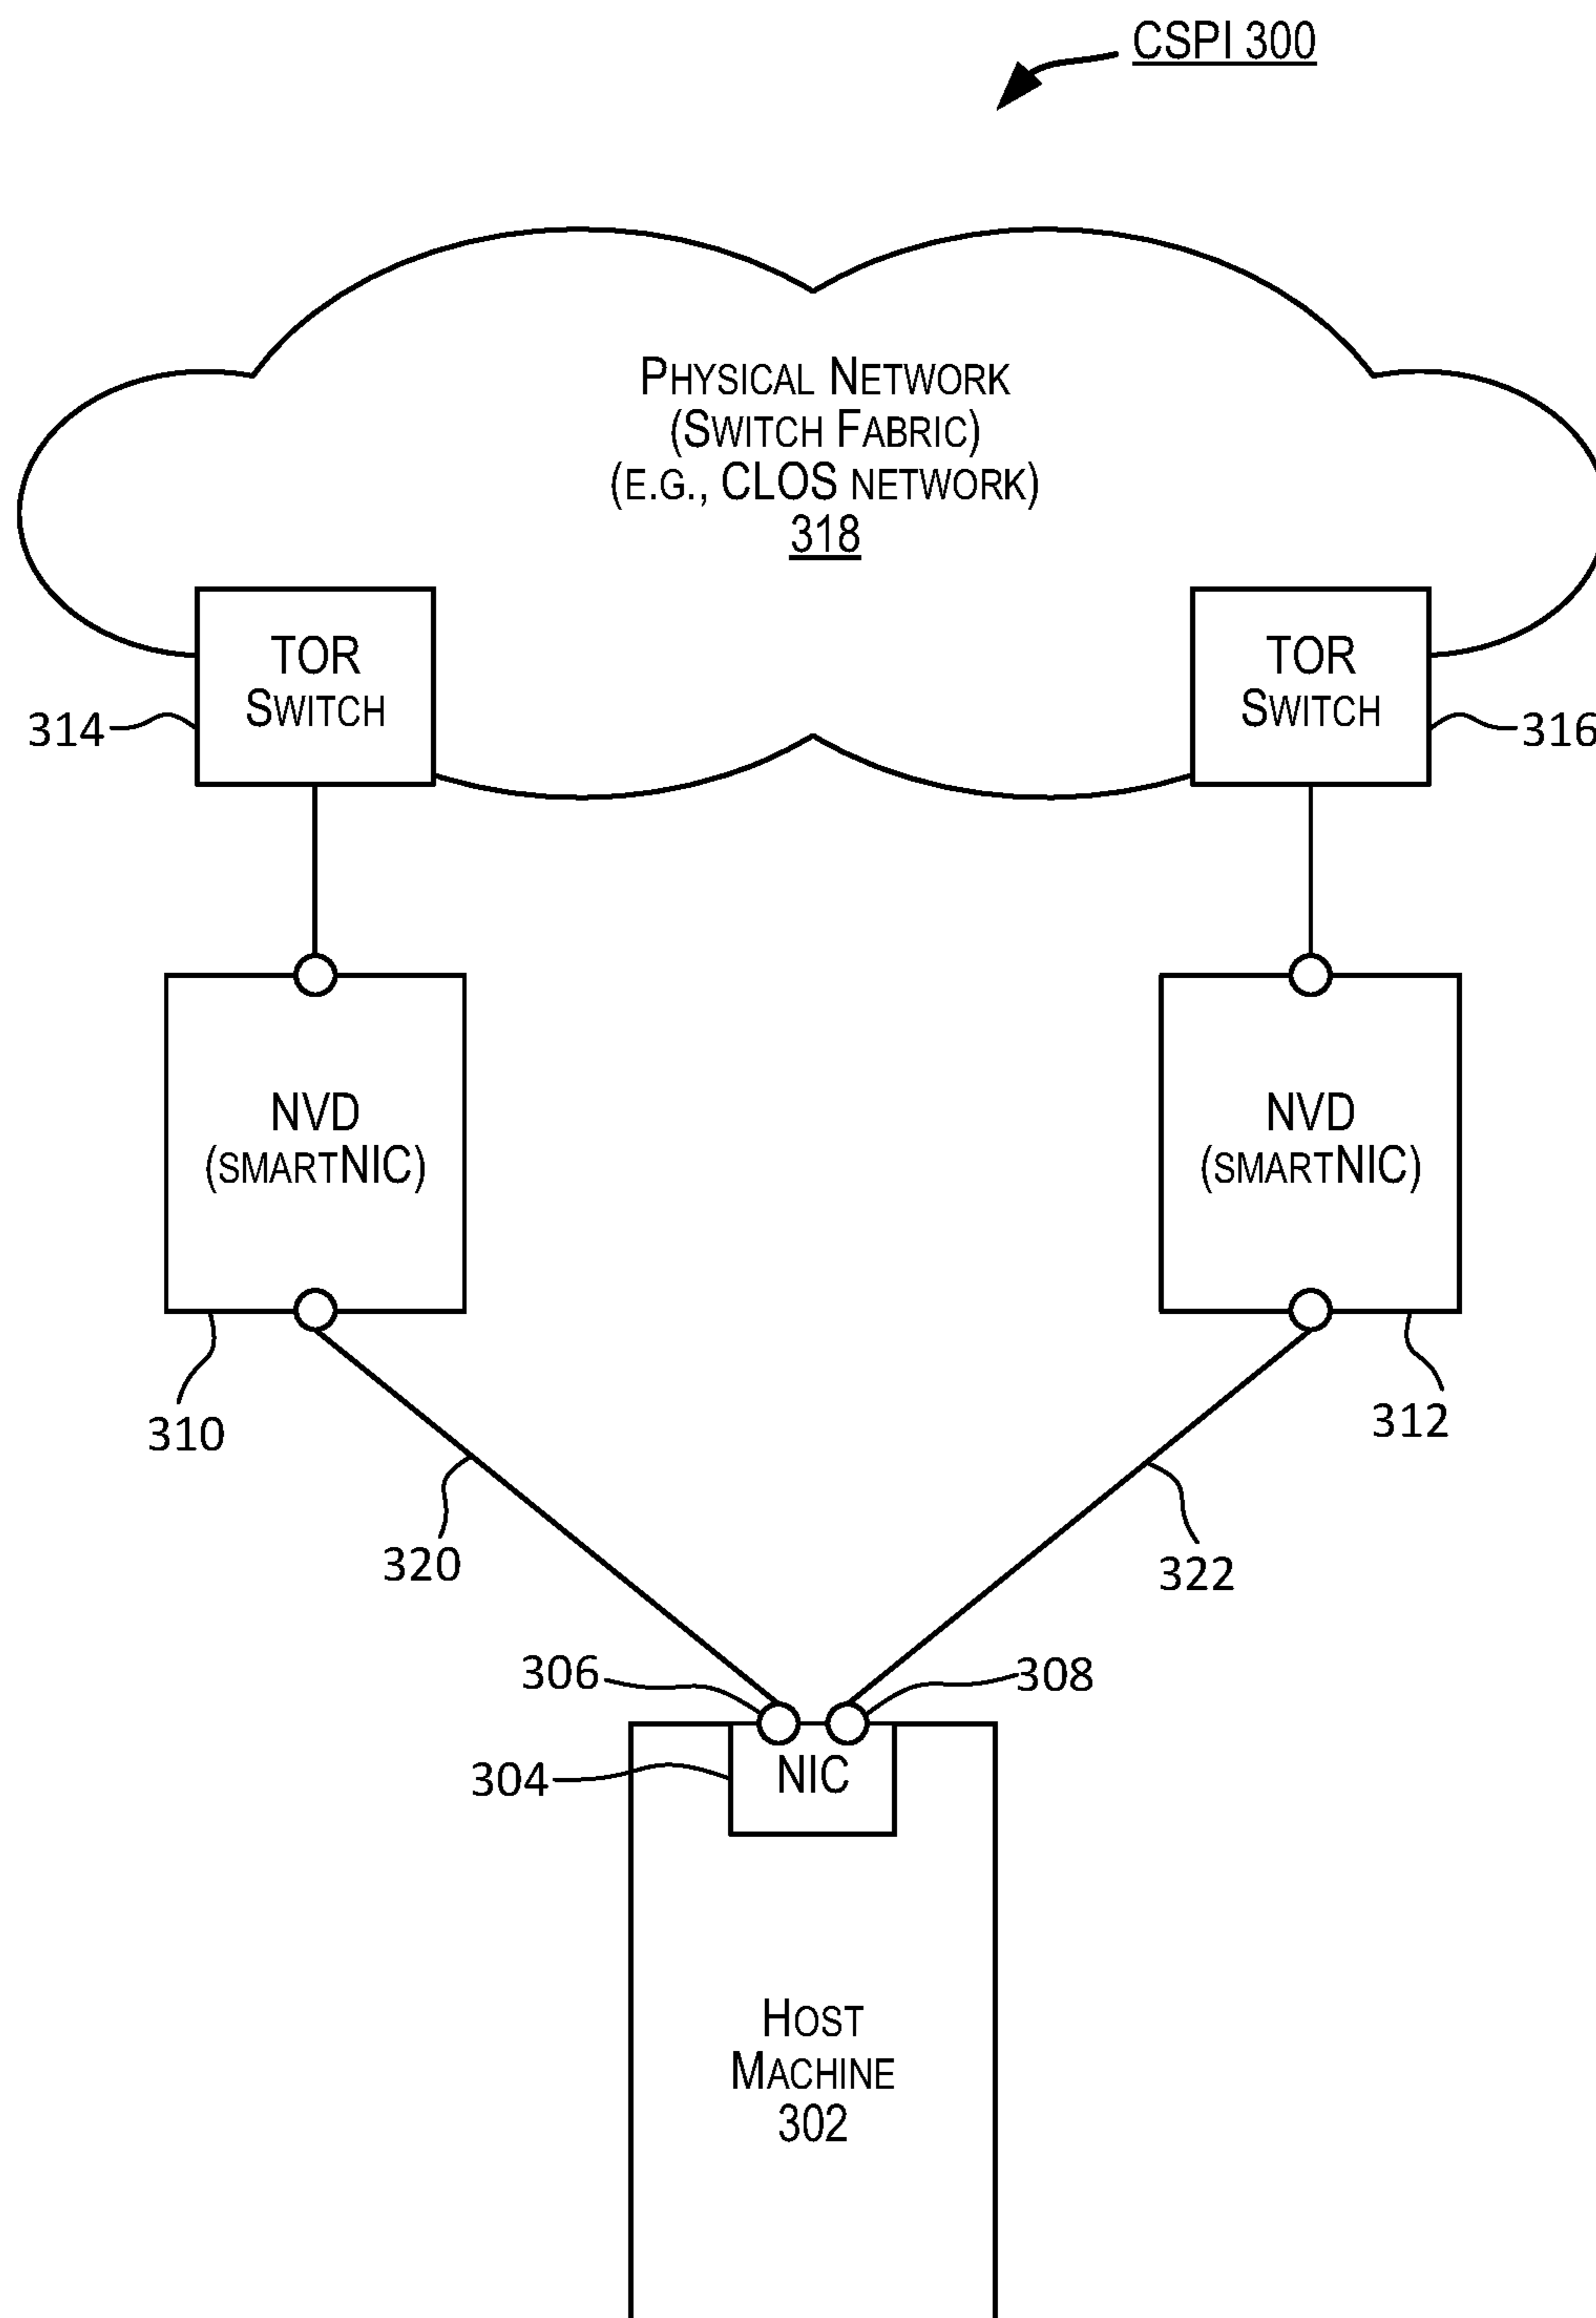 CSPI 300
PHYSICAL NETWORK
(SWITCH FABRIC)
(E.G., CLOS NETWORK)
318
TOR
SWITCH
TOR
SWITCH
314
316
NVD
(SMARTNIC)
NVD
(SMARTNIC)
310
312
320
322
306
308
304
NIC
HOST
MACHINE
302